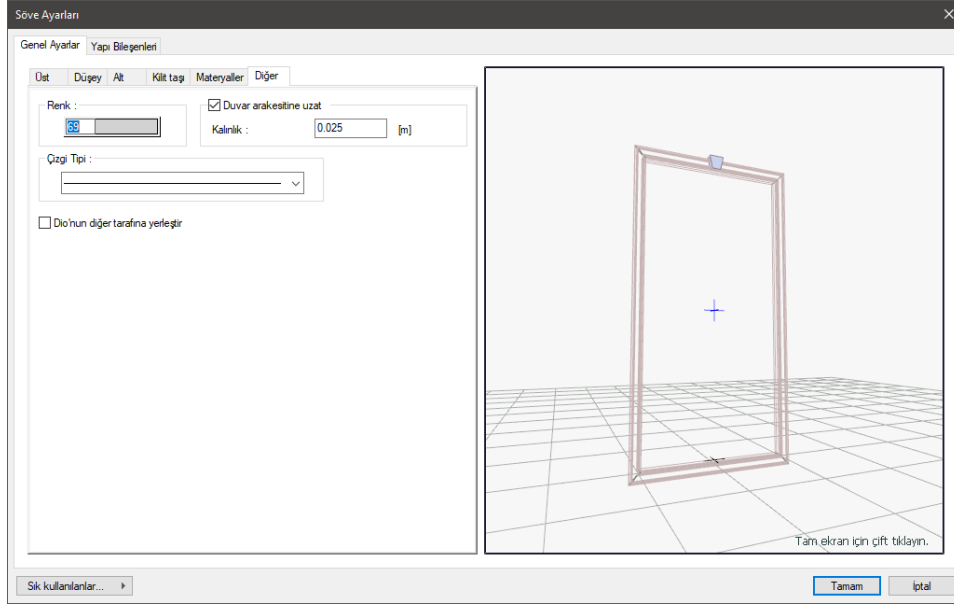 Söve Ayarları
Genel Ayarlar Yapı Bileşenleri
Üst Düşey Alt Kilit taşı Materyaller Diğer
Renk :
69
Duvar arakesitine uzat
Kalınlık : 0.025 [m]
Çizgi Tipi :
Dio'nun diğer tarafına yerleştir
Tam ekran için çift tıklayın.
Sık kullanılanlar... Tamam İptal